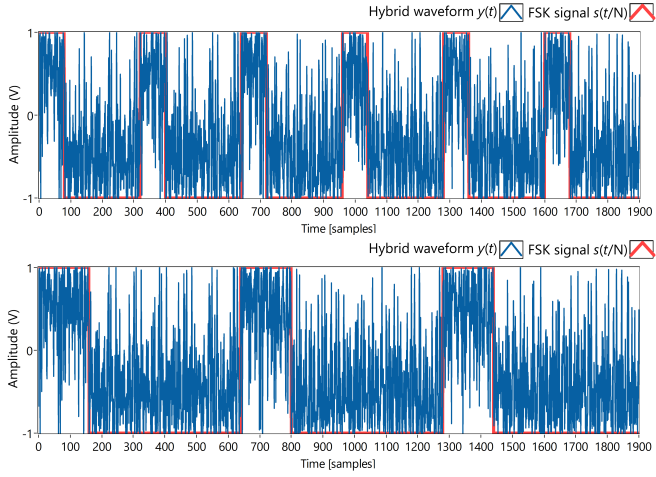 Hybrid waveform y(t) FSK signal s(t/N)
1
0
-1
Amplitude (V)
0 100 200 300 400 500 600 700 800 900 1000 1100 1200 1300 1400 1500 1600 1700 1800 1900
Time [samples]
Hybrid waveform y(t) FSK signal s(t/N)
1
0
-1
Amplitude (V)
0 100 200 300 400 500 600 700 800 900 1000 1100 1200 1300 1400 1500 1600 1700 1800 1900
Time [samples]